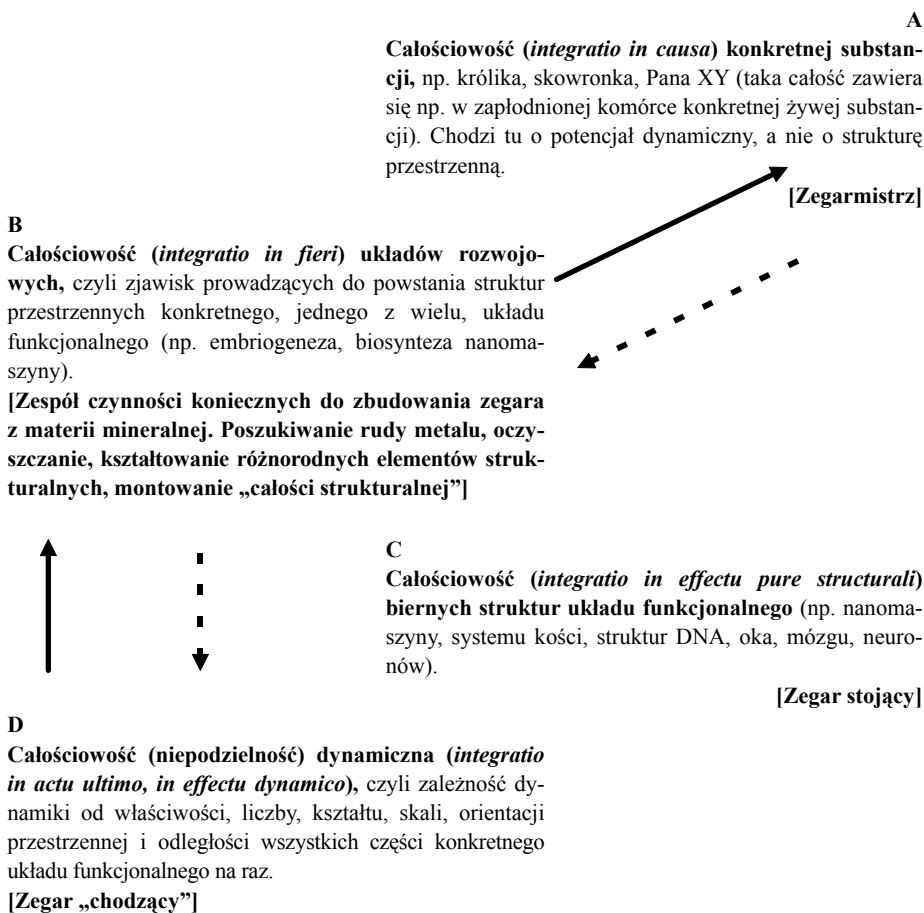 A
Całościowość (integratio in causa) konkretnej substan-
cji, np. królika, skowronka, Pana XY (taka całość zawiera
się np. w zapłodnionej komórce konkretnej żywej substan-
cji). Chodzi tu o potencjał dynamiczny, a nie o strukturę
przestrzenną.
[Zegarmistrz]
B
Całościowość (integratio in fieri) układów rozwojo-
wych, czyli zjawisk prowadzących do powstania struktur
przestrzennych konkretnego, jednego z wielu, układu
funkcjonalnego (np. embriogeneza, biosynteza nanoma-
szyny).
[Zespół czynności koniecznych do zbudowania zegara
z materii mineralnej. Poszukiwanie rudy metalu, oczy-
szczanie, kształtowanie różnorodnych elementów struk-
turalnych, montowanie „całości strukturalnej”]
C
Całościowość (integratio in effectu pure structurali)
biernych struktur układu funkcjonalnego (np. nanoma-
szyny, systemu kości, struktur DNA, oka, mózgu, neuro-
nów).
[Zegar stojący]
D
Całościowość (niepodzielność) dynamiczna (integratio
in actu ultimo, in effectu dynamico), czyli zależność dy-
namiki od właściwości, liczby, kształtu, skali, orientacji
przestrzennej i odległości wszystkich części konkretnego
układu funkcjonalnego na raz.
[Zegar „chodzący”]